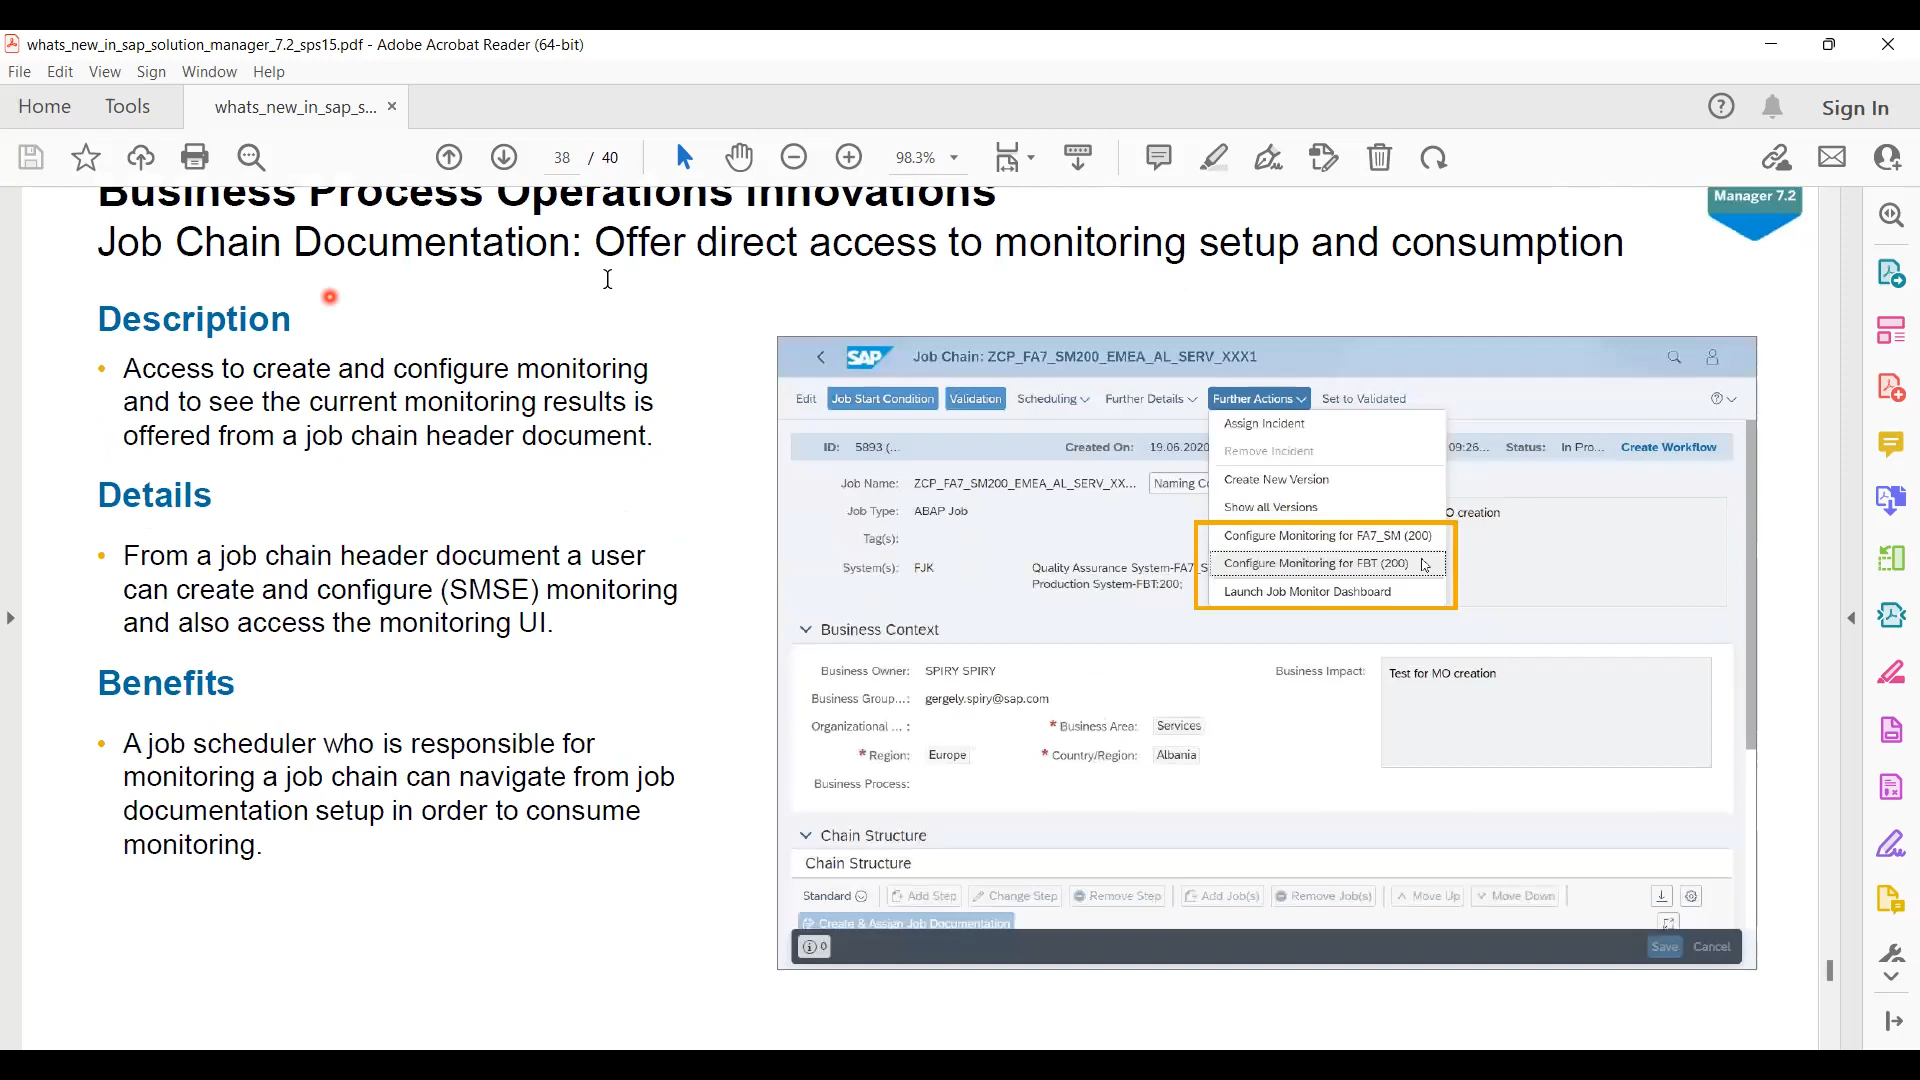 whats_new_in_sap_solution_manager_7.2_sps15.pdf - Adobe Acrobat Reader (64-bit)
File Edit View Sign Window Help
Home Tools whats_new_in_sap_s... Sign In
38 / 40 98.3%
Business Process Operations Innovations
Manager 7.2
Job Chain Documentation: Offer direct access to monitoring setup and consumption
Description
• Access to create and configure monitoring
and to see the current monitoring results is
offered from a job chain header document.
Details
• From a job chain header document a user
can create and configure (SMSE) monitoring
and also access the monitoring UI.
Benefits
• A job scheduler who is responsible for
monitoring a job chain can navigate from job
documentation setup in order to consume
monitoring.
SAP Job Chain: ZCP_FA7_SM200_EMEA_AL_SERV_XXX1
Edit Job Start Condition Validation Scheduling Further Details Further Actions Set to Validated
Assign Incident
Remove Incident
Create New Version
Show all Versions
Configure Monitoring for FA7_SM (200)
Configure Monitoring for FBT (200)
Launch Job Monitor Dashboard
ID: 5893 (... Created On: 19.06.2020 09:26... Status: In Pro... Create Workflow
Job Name: ZCP_FA7_SM200_EMEA_AL_SERV_XX... Naming Co
Job Type: ABAP Job O creation
Tag(s):
System(s): FJK Quality Assurance System-FA7_S
Production System-FBT:200;
Business Context
Business Owner: SPIRY SPIRY Business Impact: Test for MO creation
Business Group...: gergely.spiry@sap.com
Organizational ... : * Business Area: Services
* Region: Europe * Country/Region: Albania
Business Process:
Chain Structure
Chain Structure
Standard Add Step Change Step Remove Step Add Job(s) Remove Job(s) Move Up Move Down
Create & Assign Job Documentation
0 Save Cancel